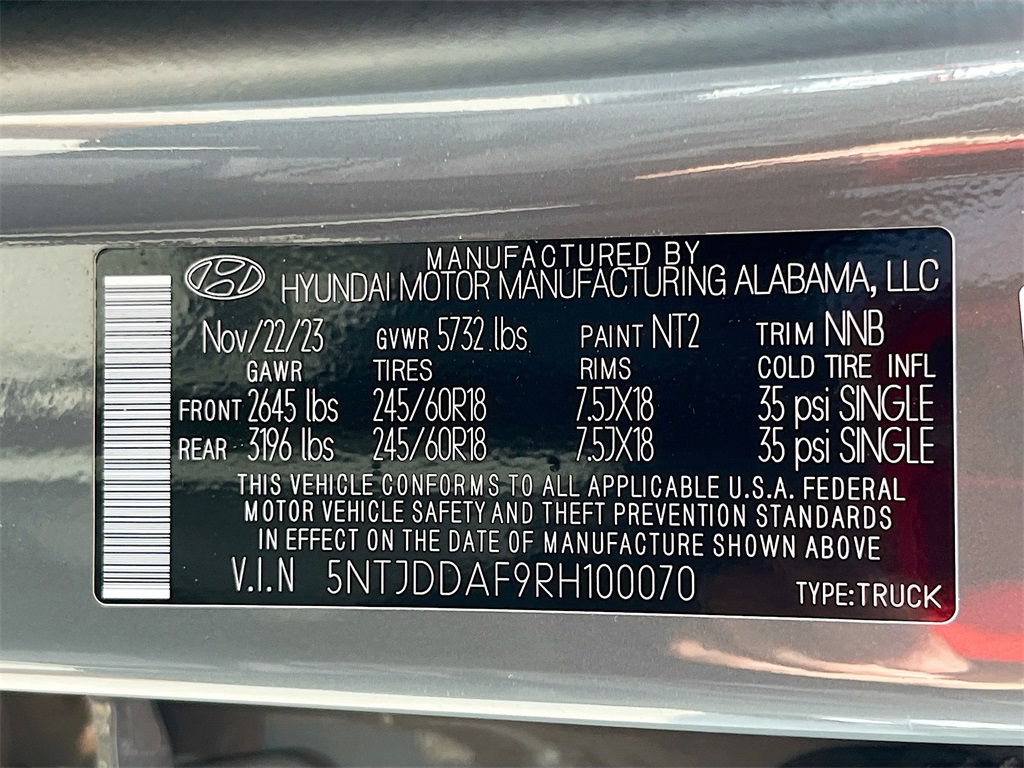 MANUFACTURED BY
HYUNDAI MOTOR MANUFACTURING ALABAMA, LLC
Nov/22/23 GVWR 5732 lbs PAINT NT2 TRIM NNB
GAWR TIRES RIMS COLD TIRE INFL
FRONT 2645 lbs 245/60R18 7.5JX18 35 psi SINGLE
REAR 3196 lbs 245/60R18 7.5JX18 35 psi SINGLE
THIS VEHICLE CONFORMS TO ALL APPLICABLE U.S.A. FEDERAL
MOTOR VEHICLE SAFETY AND THEFT PREVENTION STANDARDS
IN EFFECT ON THE DATE OF MANUFACTURE SHOWN ABOVE
V.I.N 5NTJDDAF9RH100070 TYPE:TRUCK